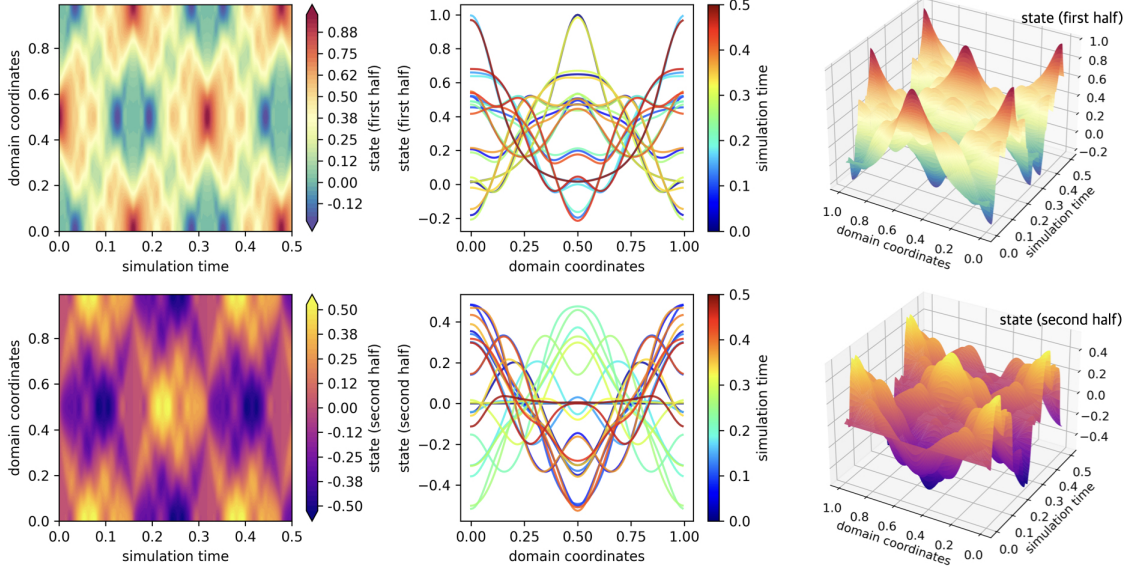 0.8
0.6
0.4
0.2
0.0
domain coordinates
0.0 0.1 0.2 0.3 0.4 0.5
simulation time
0.88
0.75
0.60
0.45
0.30
0.15
0.00
-0.12
state (first half)
1.0
0.8
0.6
0.4
0.2
0.0
−0.2
state (first half)
0.00 0.25 0.50 0.75 1.00
domain coordinates
0.5
0.4
0.3
0.2
0.1
0.0
simulation time
state (first half)
1.0
0.8
0.6
0.4
0.2
0.0
−0.2
1.0 0.8 0.6 0.4 0.2 0.0
domain coordinates
0.0 0.1 0.2 0.3 0.4 0.5
simulation time
0.8
0.6
0.4
0.2
0.0
domain coordinates
0.0 0.1 0.2 0.3 0.4 0.5
simulation time
0.50
0.35
0.25
0.12
0.00
-0.12
-0.25
-0.35
-0.50
state (second half)
0.4
0.2
0.0
−0.2
−0.4
state (second half)
0.00 0.25 0.50 0.75 1.00
domain coordinates
0.5
0.4
0.3
0.2
0.1
0.0
simulation time
state (second half)
0.4
0.2
0.0
−0.2
−0.4
1.0 0.8 0.6 0.4 0.2 0.0
domain coordinates
0.0 0.1 0.2 0.3 0.4 0.5
simulation time